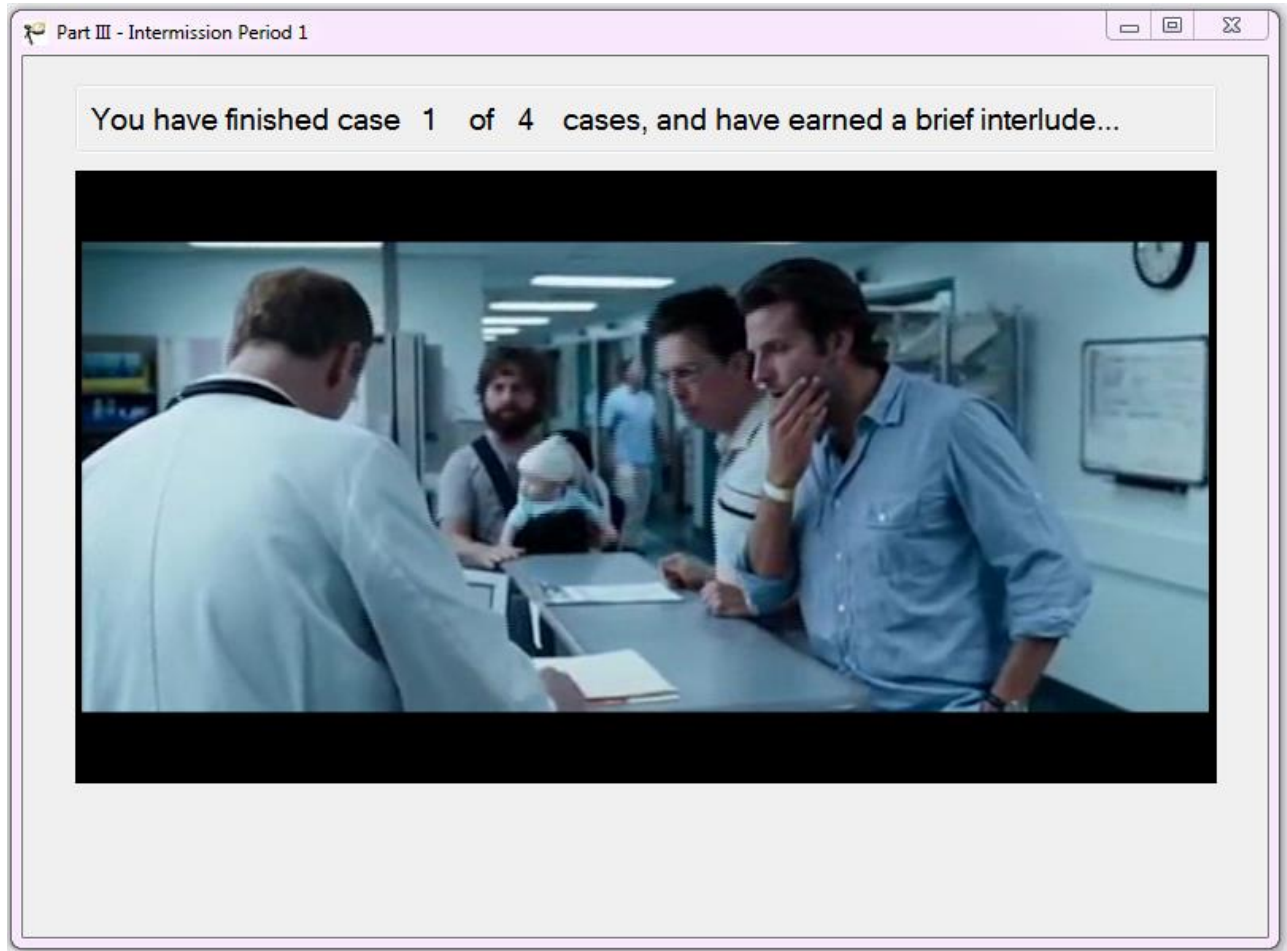 Part III - Intermission Period 1
You have finished case 1 of 4 cases, and have earned a brief interlude...